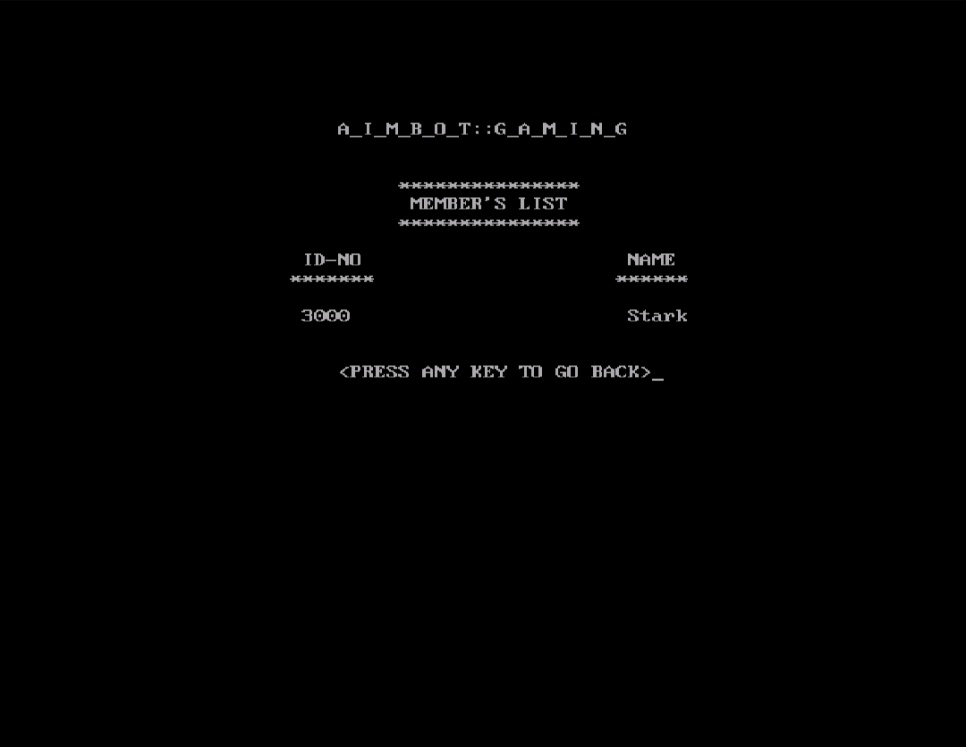 A_I_M_B_O_T::G_A_M_I_N_G
***************
MEMBER'S LIST
***************
ID-NO NAME
******* ******
3000 Stark
<PRESS ANY KEY TO GO BACK>_